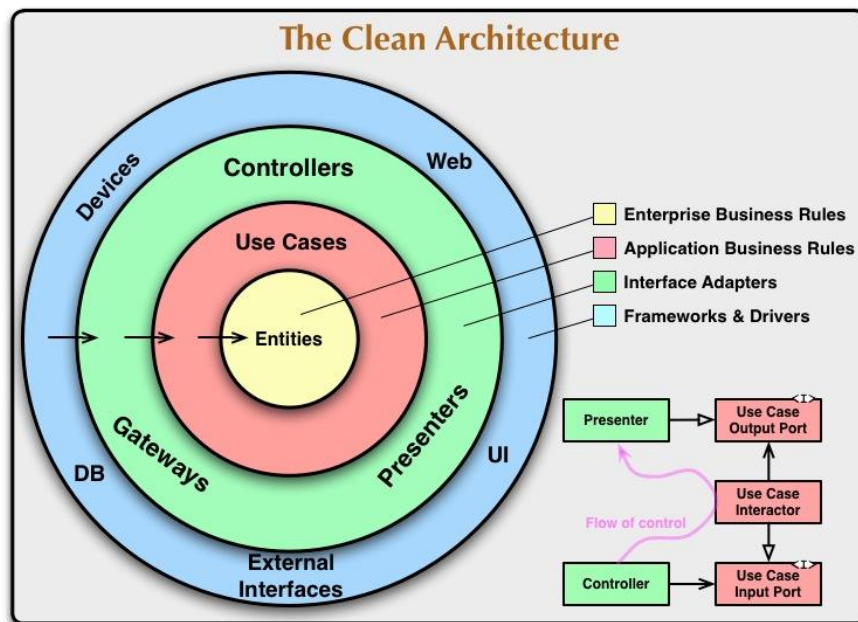 The Clean Architecture
Devices
Web
Controllers
Use Cases
Entities
Gateways
Presenters
DB
UI
External
Interfaces
Enterprise Business Rules
Application Business Rules
Interface Adapters
Frameworks & Drivers
Presenter
<I>
Use Case
Output Port
Use Case
Interactor
Flow of control
Controller
<I>
Use Case
Input Port